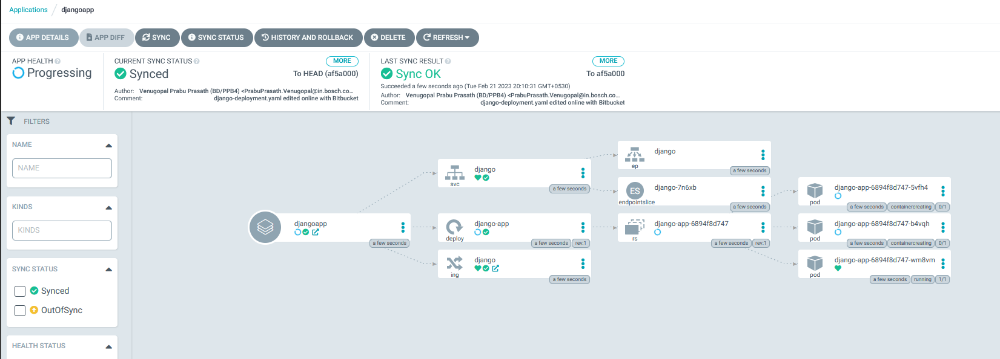 Applications / djangoapp
APP DETAILS APP DIFF SYNC SYNC STATUS HISTORY AND ROLLBACK DELETE REFRESH
APP HEALTH
Progressing
CURRENT SYNC STATUS MORE
Synced To HEAD (af5a000)
Author: Venugopal Prabu Prasath (BD/PPB4) <PrabuPrasath.Venugopal@in.bosch.co...
Comment: django-deployment.yaml edited online with Bitbucket
LAST SYNC RESULT MORE
Sync OK To af5a000
Succeeded a few seconds ago (Tue Feb 21 2023 20:10:31 GMT+0530)
Author: Venugopal Prabu Prasath (BD/PPB4) <PrabuPrasath.Venugopal@in.bosch.co...
Comment: django-deployment.yaml edited online with Bitbucket
FILTERS
NAME
NAME
KINDS
KINDS
SYNC STATUS
Synced
OutOfSync
HEALTH STATUS
djangoapp
a few seconds
django
svc
a few seconds
django-app
deploy
a few seconds rev:1
django
ing
a few seconds
django
ep
a few seconds
ES
django-7n6xb
endpointslice
a few seconds
django-app-6894f8d747
rs
a few seconds rev:1
django-app-6894f8d747-5vfh4
pod
a few seconds containercreating 0/1
django-app-6894f8d747-b4vqh
pod
a few seconds containercreating 0/1
django-app-6894f8d747-wm8vm
pod
a few seconds running 1/1